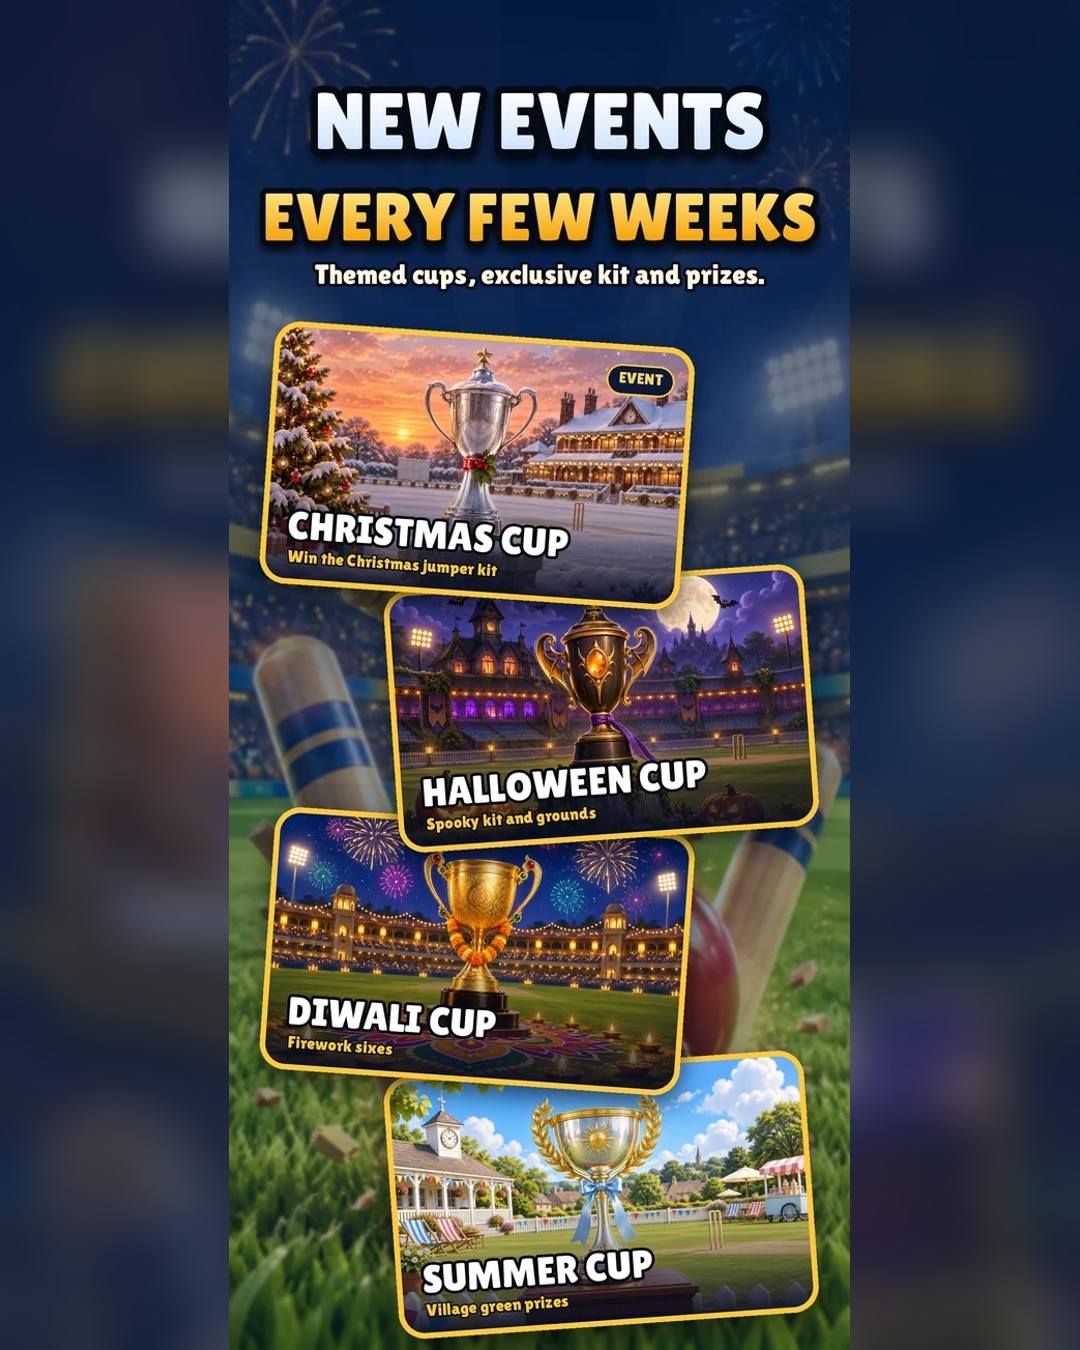 NEW EVENTS
EVERY FEW WEEKS
Themed cups, exclusive kit and prizes.
EVENT
CHRISTMAS CUP
Win the Christmas jumper kit
HALLOWEEN CUP
Spooky kit and grounds
DIWALI CUP
Firework sixes
SUMMER CUP
Village green prizes